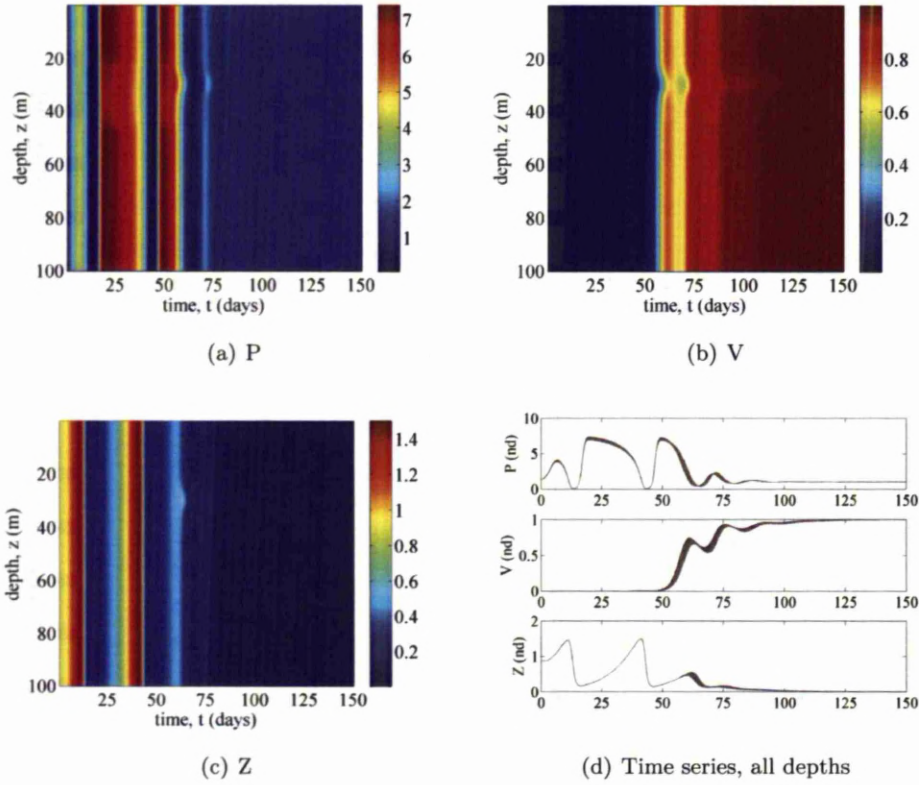 7
6
5
4
3
2
1
20
40
60
80
100
depth, z (m)
25 50 75 100 125 150
time, t (days)
(a) P
0.8
0.6
0.4
0.2
20
40
60
80
100
depth, z (m)
25 50 75 100 125 150
time, t (days)
(b) V
1.4
1.2
1
0.8
0.6
0.4
0.2
20
40
60
80
100
depth, z (m)
25 50 75 100 125 150
time, t (days)
(c) Z
10
5
0
P (nd)
0 25 50 75 100 125 150
1
0.5
0
V (nd)
0 25 50 75 100 125 150
2
1
0
Z (nd)
0 25 50 75 100 125 150
(d) Time series, all depths